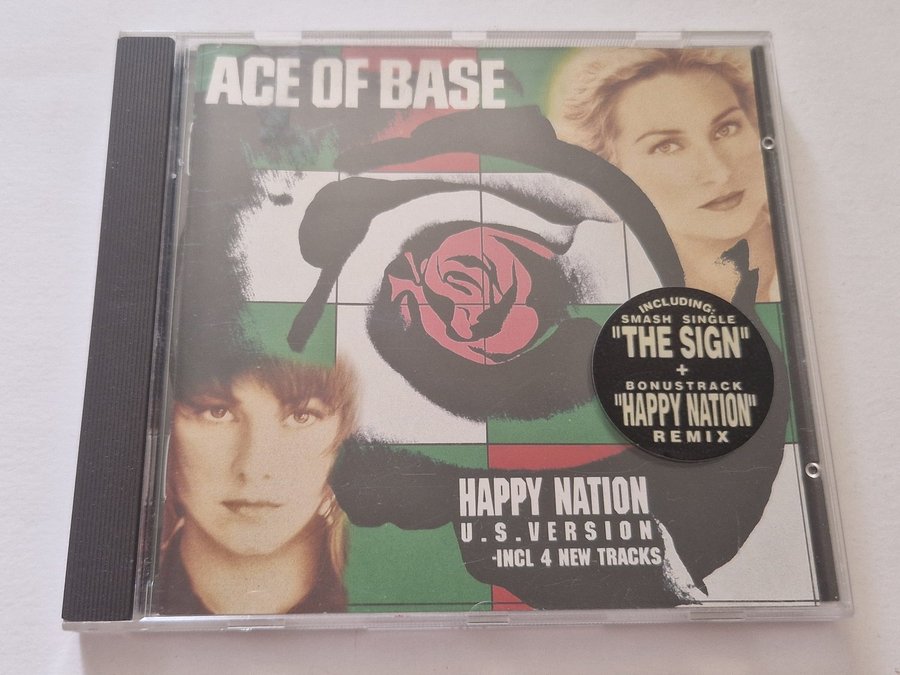 ACE OF BASE
INCLUDING:
SMASH SINGLE
"THE SIGN"
+
BONUSTRACK
"HAPPY NATION"
REMIX
HAPPY NATION
U.S.VERSION
-INCL 4 NEW TRACKS